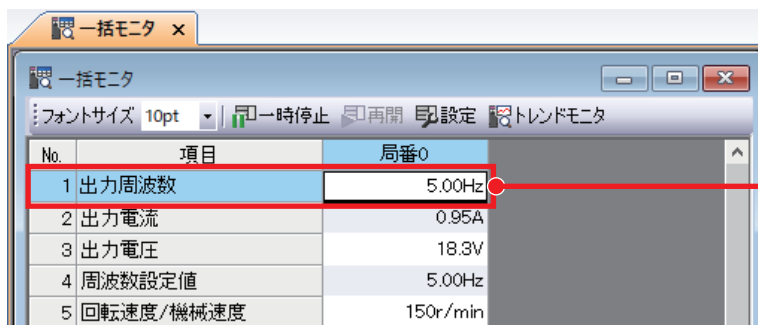 一括モニタ ×
一括モニタ
フォントサイズ 10pt 一時停止 再開 設定 トレンドモニタ
No. 項目 局番0
1 出力周波数 5.00Hz
2 出力電流 0.95A
3 出力電圧 18.3V
4 周波数設定値 5.00Hz
5 回転速度/機械速度 150r/min